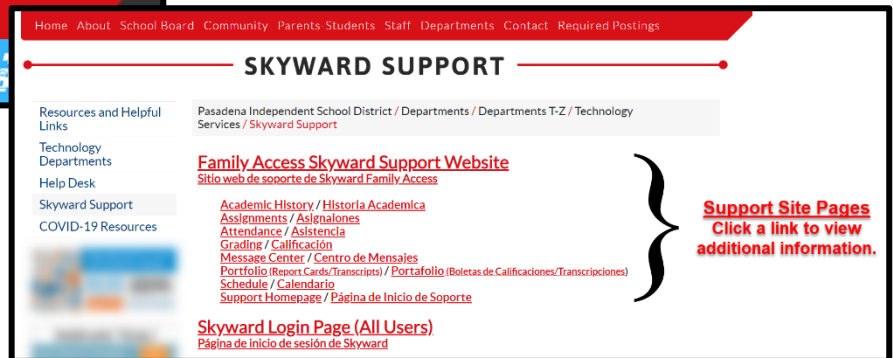 Home About School Board Community Parents-Students Staff Departments Contact Required Postings
SKYWARD SUPPORT
Resources and Helpful
Links
Technology
Departments
Help Desk
Skyward Support
COVID-19 Resources
Pasadena Independent School District / Departments / Departments T-Z / Technology
Services / Skyward Support
Family Access Skyward Support Website
Sitio web de soporte de Skyward Family Access
Academic History / Historia Academica
Assignments / Asignaiones
Attendance / Asistencia
Grading / Calificación
Message Center / Centro de Mensajes
Portfolio (Report Cards/Transcripts) / Portafolio (Boletas de Calificaciones/Transcripciones)
Schedule / Calendario
Support Homepage / Página de Inicio de Soporte
Skyward Login Page (All Users)
Página de inicio de sesión de Skyward
Support Site Pages
Click a link to view
additional information.